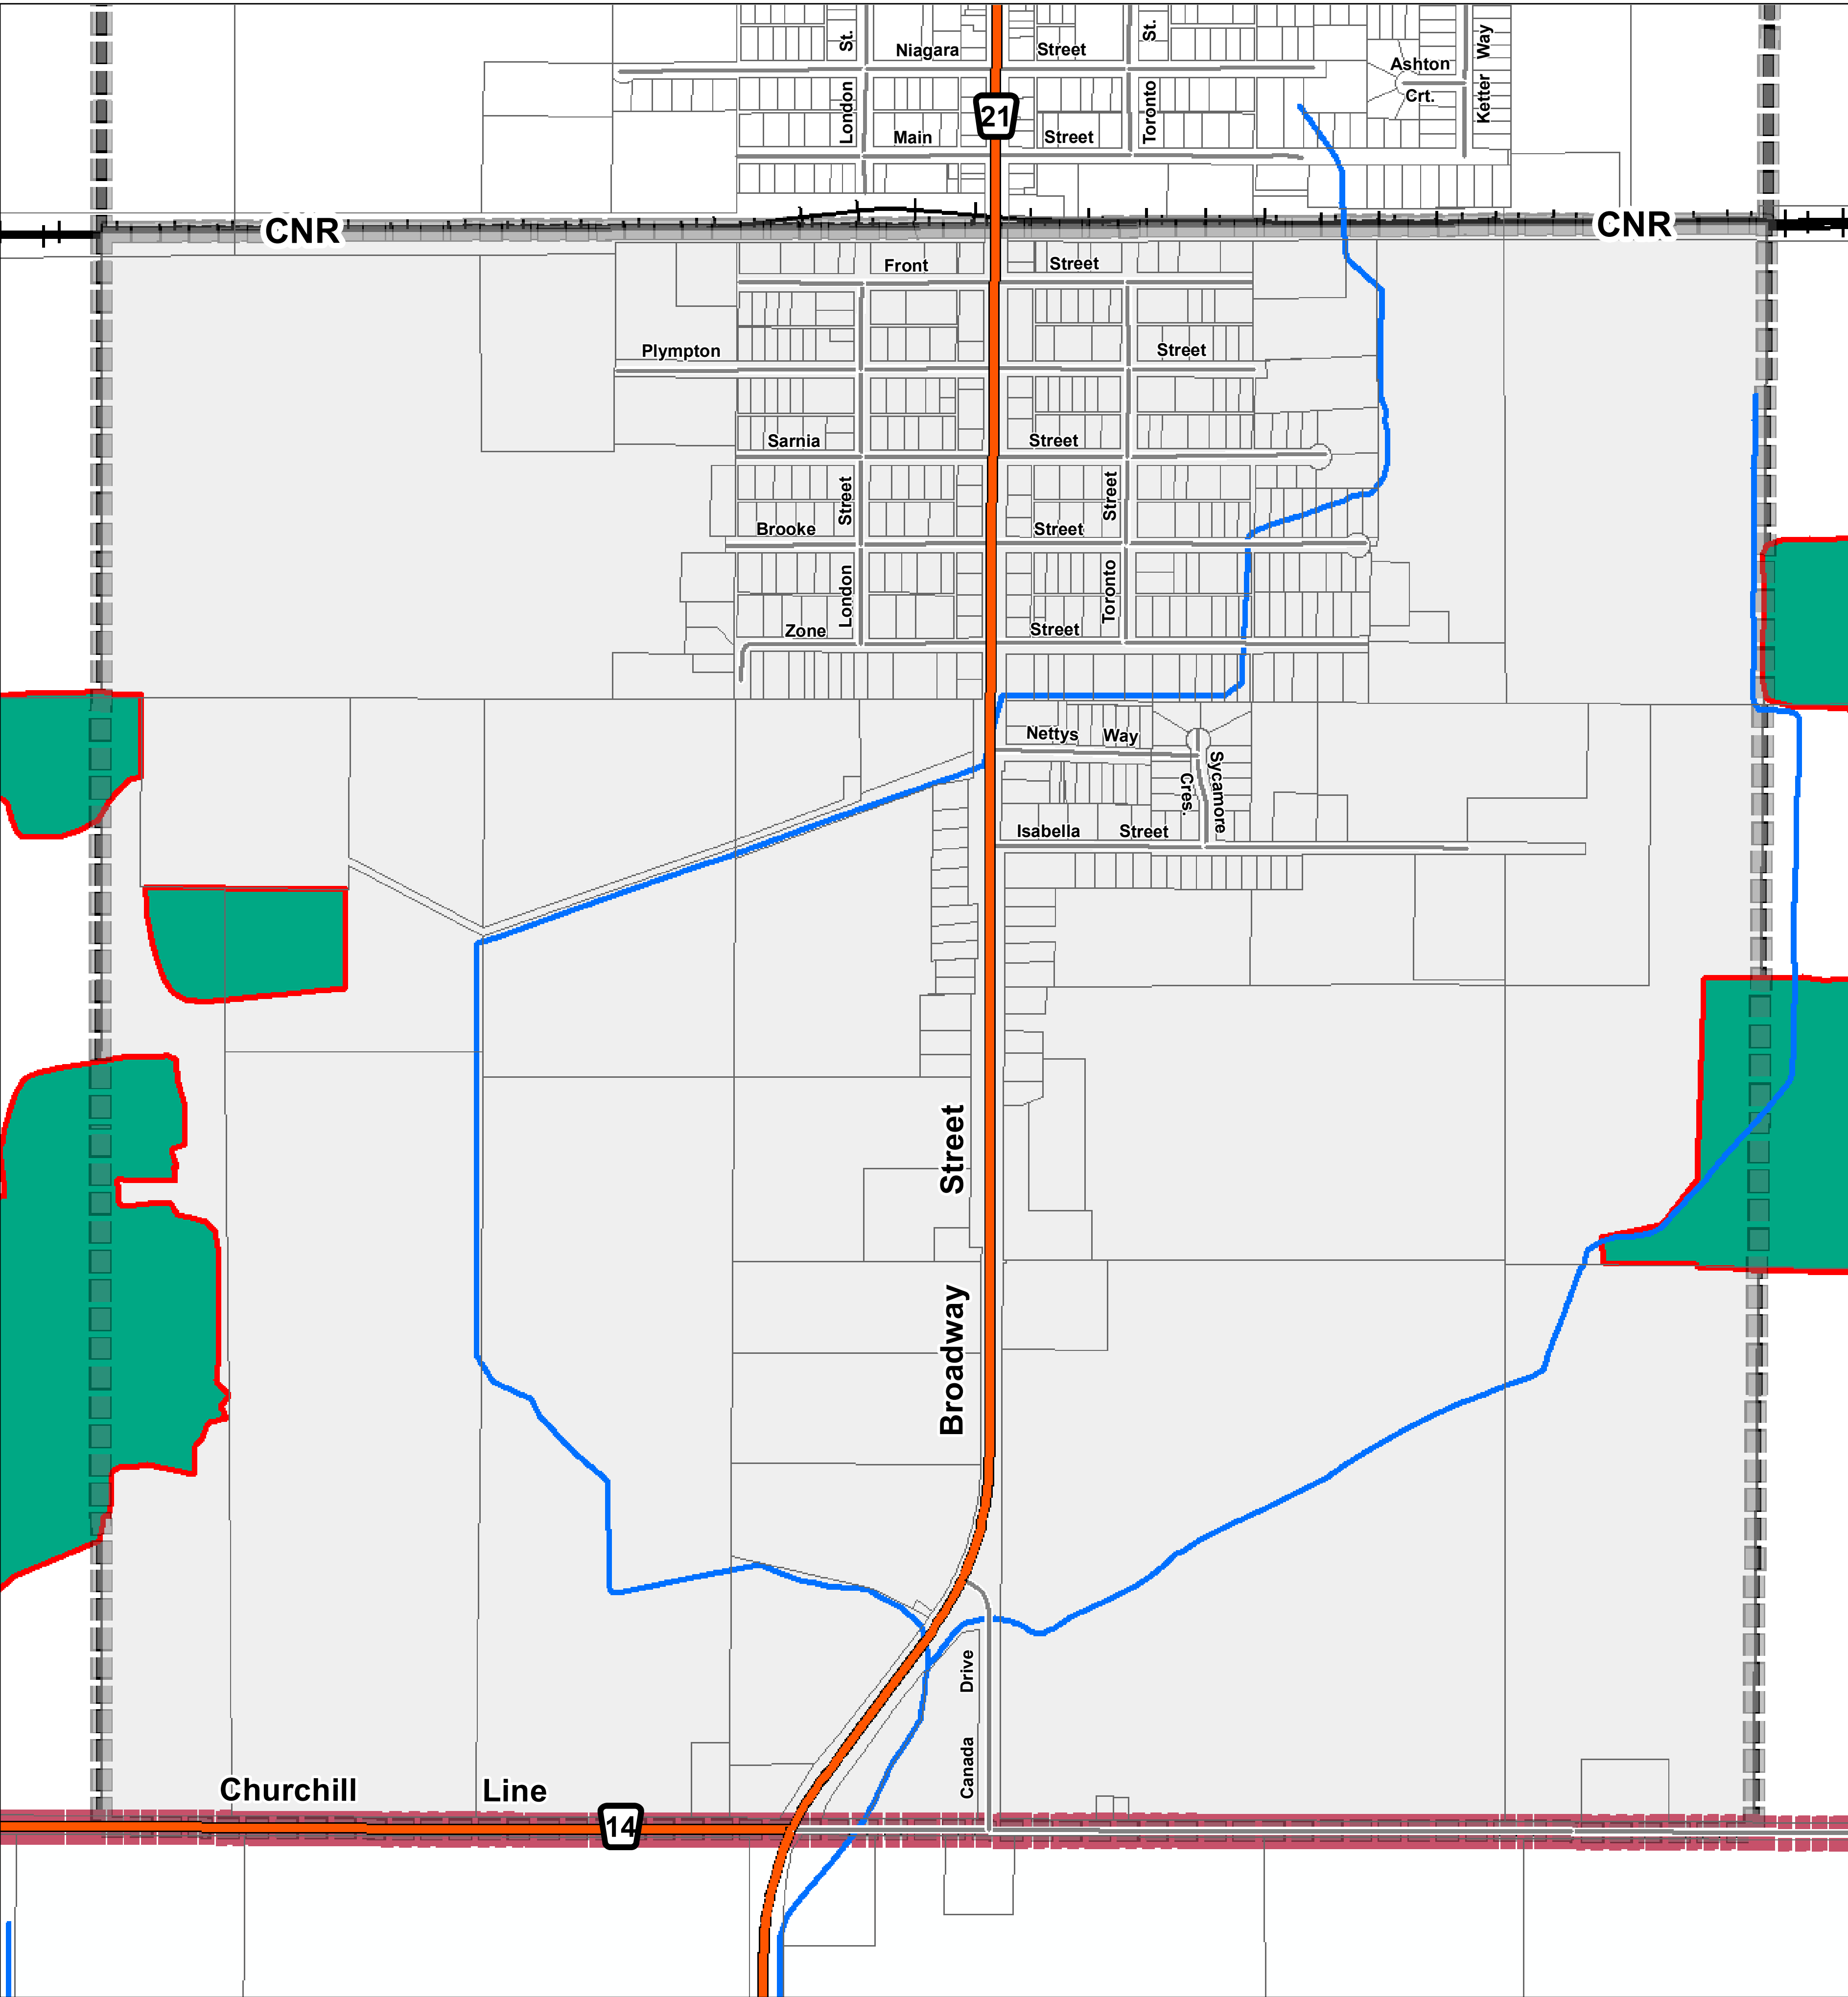 St.
Niagara Street
St.
Way
Ashton
Crt.
Ketter
London
21
Toronto
Main Street
CNR
CNR
Front Street
Plympton Street
Sarnia Street
Street
Street
Brooke Street
London
Toronto
Zone Street
Nettys Way
Sycamore
Cres.
Isabella Street
Street
Broadway
Drive
Canada
Churchill Line
14